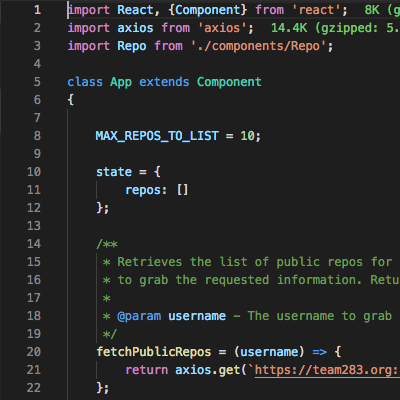 1 import React, {Component} from 'react'; 8K (g
2 import axios from 'axios'; 14.4K (gzipped: 5.
3 import Repo from './components/Repo';
4
5 class App extends Component
6 {
7
8 MAX_REPOS_TO_LIST = 10;
9
10 state = {
11 repos: []
12 };
13
14 /**
15 * Retrieves the list of public repos for
16 * to grab the requested information. Retu
17 *
18 * @param username - The username to grab
19 */
20 fetchPublicRepos = (username) => {
21 return axios.get(`https://team283.org:
22 };